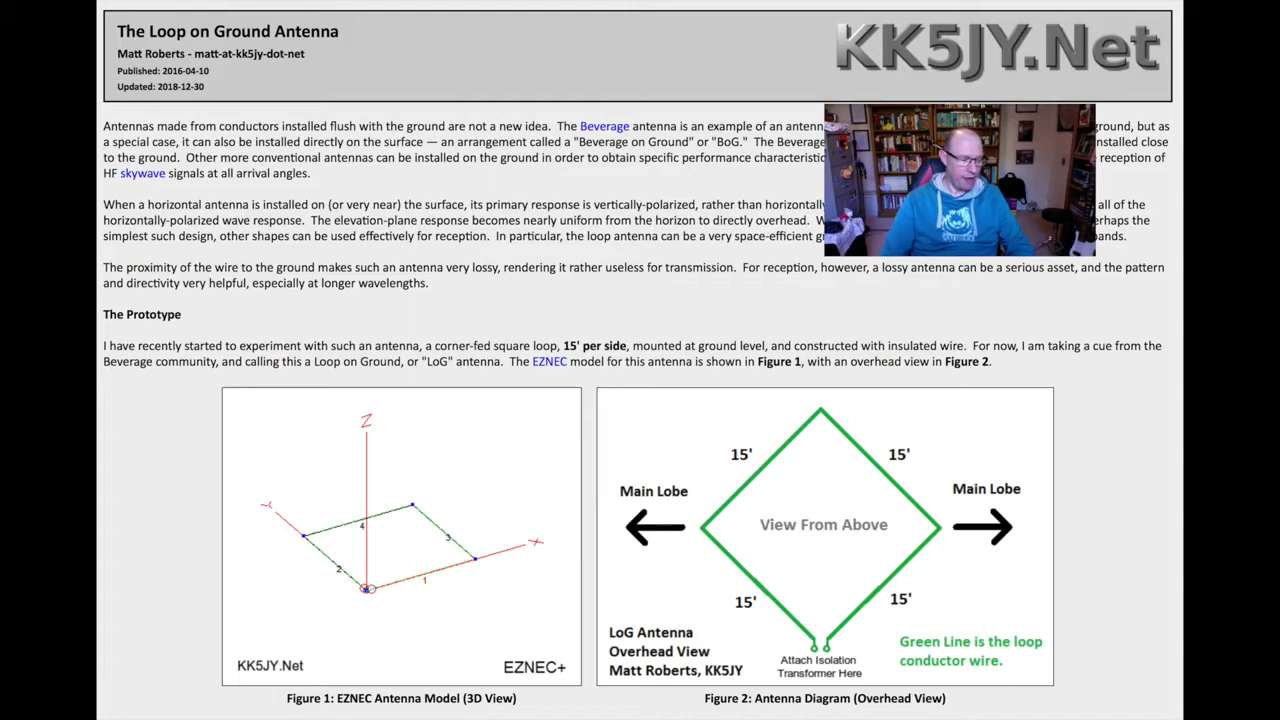 The Loop on Ground Antenna
Matt Roberts - matt-at-kk5jy-dot-net
Published: 2016-04-10
Updated: 2018-12-30
KK5JY.Net
Antennas made from conductors installed flush with the ground are not a new idea. The Beverage antenna is an example of an antenn ground, but as
a special case, it can also be installed directly on the surface — an arrangement called a "Beverage on Ground" or "BoG." The Beverage installed close
to the ground. Other more conventional antennas can be installed on the ground in order to obtain specific performance characteristic reception of
HF skywave signals at all arrival angles.
When a horizontal antenna is installed on (or very near) the surface, its primary response is vertically-polarized, rather than horizontally all of the
horizontally-polarized wave response. The elevation-plane response becomes nearly uniform from the horizon to directly overhead. erhaps the
simplest such design, other shapes can be used effectively for reception. In particular, the loop antenna can be a very space-efficient bands.
The proximity of the wire to the ground makes such an antenna very lossy, rendering it rather useless for transmission. For reception, however, a lossy antenna can be a serious asset, and the pattern
and directivity very helpful, especially at longer wavelengths.
The Prototype
I have recently started to experiment with such an antenna, a corner-fed square loop, 15' per side, mounted at ground level, and constructed with insulated wire. For now, I am taking a cue from the
Beverage community, and calling this a Loop on Ground, or "LoG" antenna. The EZNEC model for this antenna is shown in Figure 1, with an overhead view in Figure 2.
Z
Y
X
4
3
2
1
KK5JY.Net
EZNEC+
Figure 1: EZNEC Antenna Model (3D View)
15'
15'
Main Lobe
Main Lobe
View From Above
15'
15'
LoG Antenna
Overhead View
Matt Roberts, KK5JY
Attach Isolation
Transformer Here
Green Line is the loop
conductor wire.
Figure 2: Antenna Diagram (Overhead View)